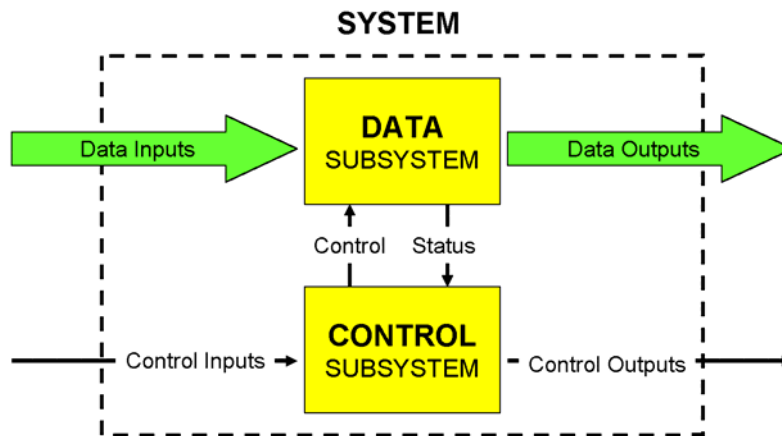 SYSTEM
DATA
SUBSYSTEM
Data Inputs
Data Outputs
Control
Status
CONTROL
SUBSYSTEM
Control Inputs
Control Outputs